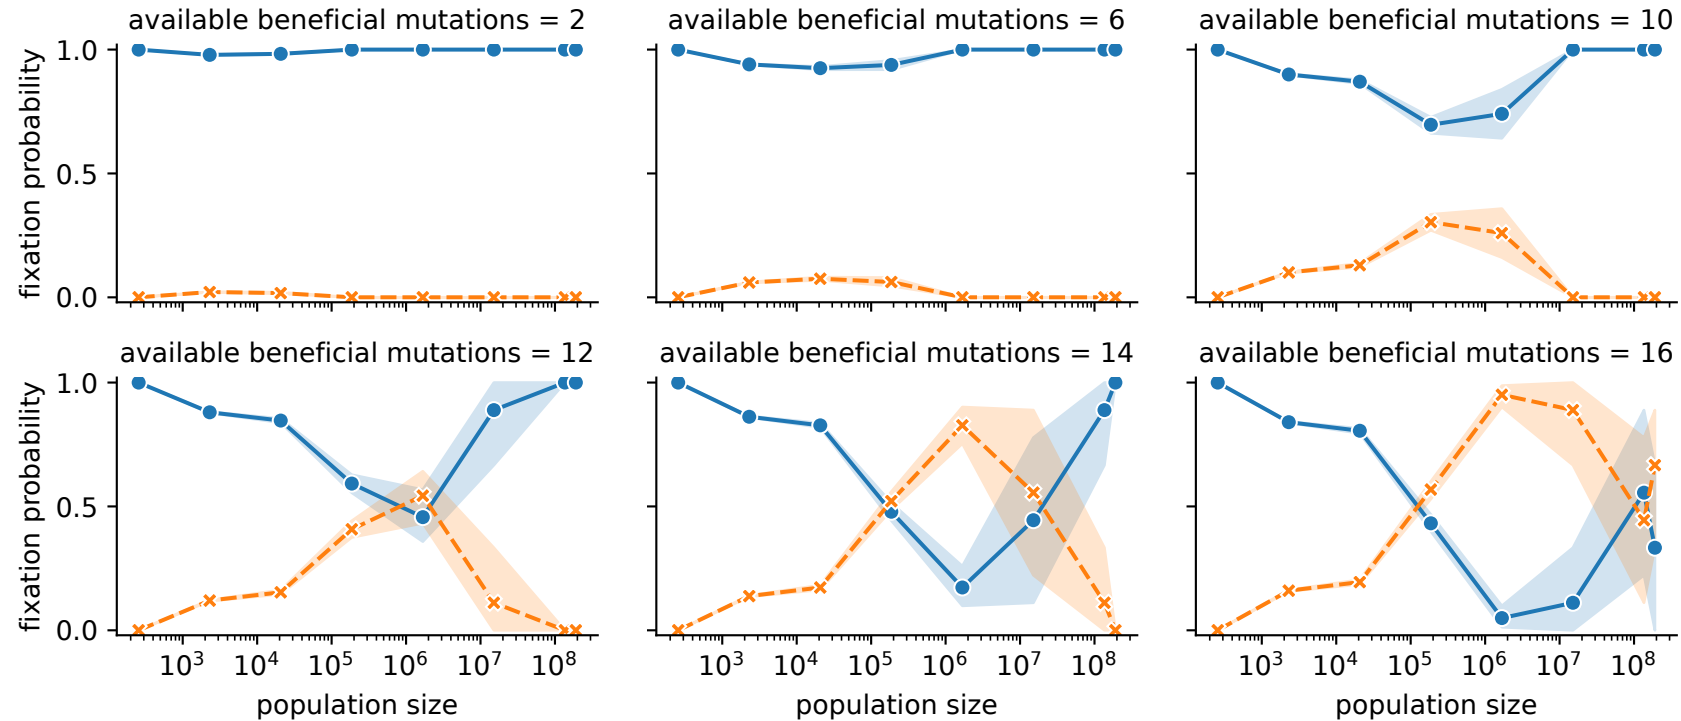 available beneficial mutations = 2
available beneficial mutations = 6
available beneficial mutations = 10
fixation probability
1.0
0.5
0.0
available beneficial mutations = 12
available beneficial mutations = 14
available beneficial mutations = 16
fixation probability
1.0
0.5
0.0
10³ 10⁴ 10⁵ 10⁶ 10⁷ 10⁸
10³ 10⁴ 10⁵ 10⁶ 10⁷ 10⁸
10³ 10⁴ 10⁵ 10⁶ 10⁷ 10⁸
population size
population size
population size